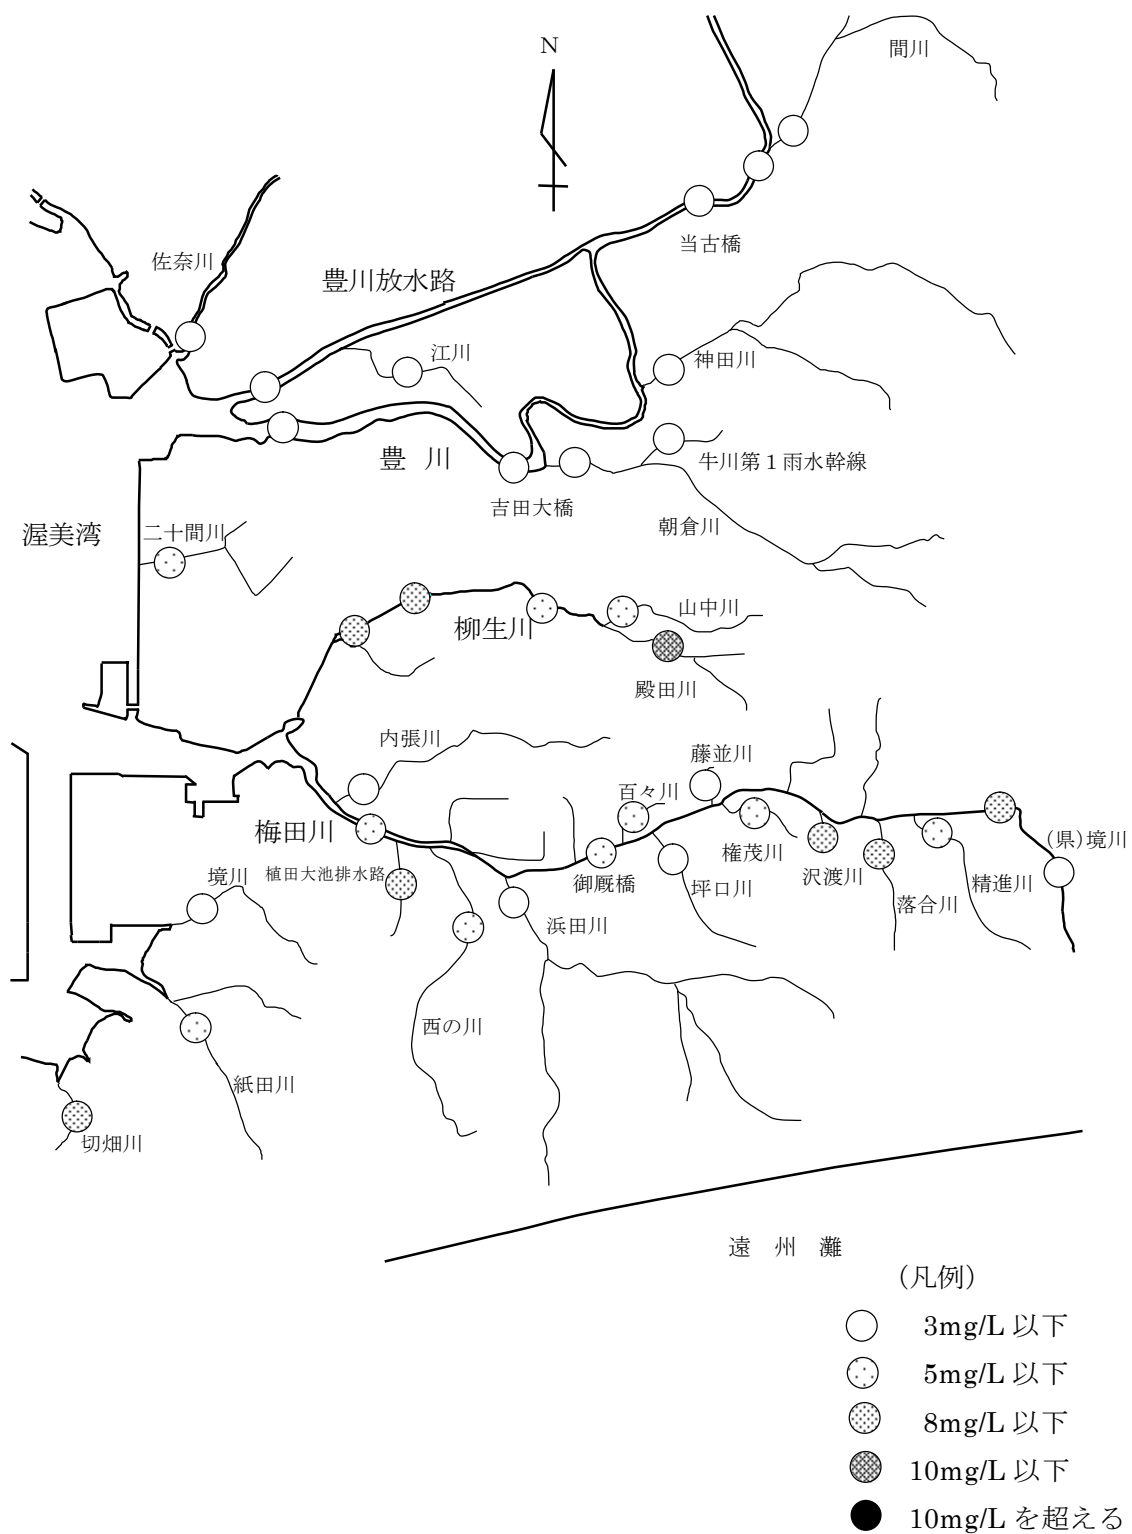 N
間川
当古橋
佐奈川
豊川放水路
江川
神田川
豊 川
牛川第1雨水幹線
吉田大橋
朝倉川
渥美湾
二十間川
柳生川
山中川
殿田川
内張川
藤並川
百々川
梅田川
植田大池排水路
御厩橋
権茂川
沢渡川
(県)境川
境川
坪口川
精進川
落合川
浜田川
西の川
紙田川
切畑川
遠 州 灘
(凡例)
3mg/L 以下
5mg/L 以下
8mg/L 以下
10mg/L 以下
10mg/L を超える